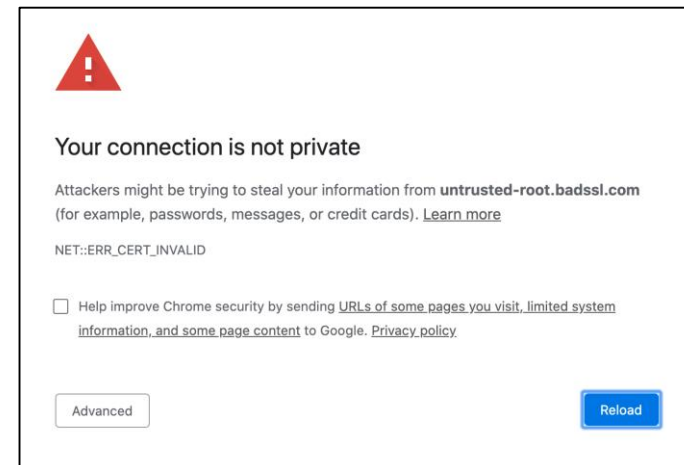 Your connection is not private
Attackers might be trying to steal your information from untrusted-root.badssl.com
(for example, passwords, messages, or credit cards). Learn more
NET::ERR_CERT_INVALID
Help improve Chrome security by sending URLs of some pages you visit, limited system
information, and some page content to Google. Privacy policy
Advanced
Reload